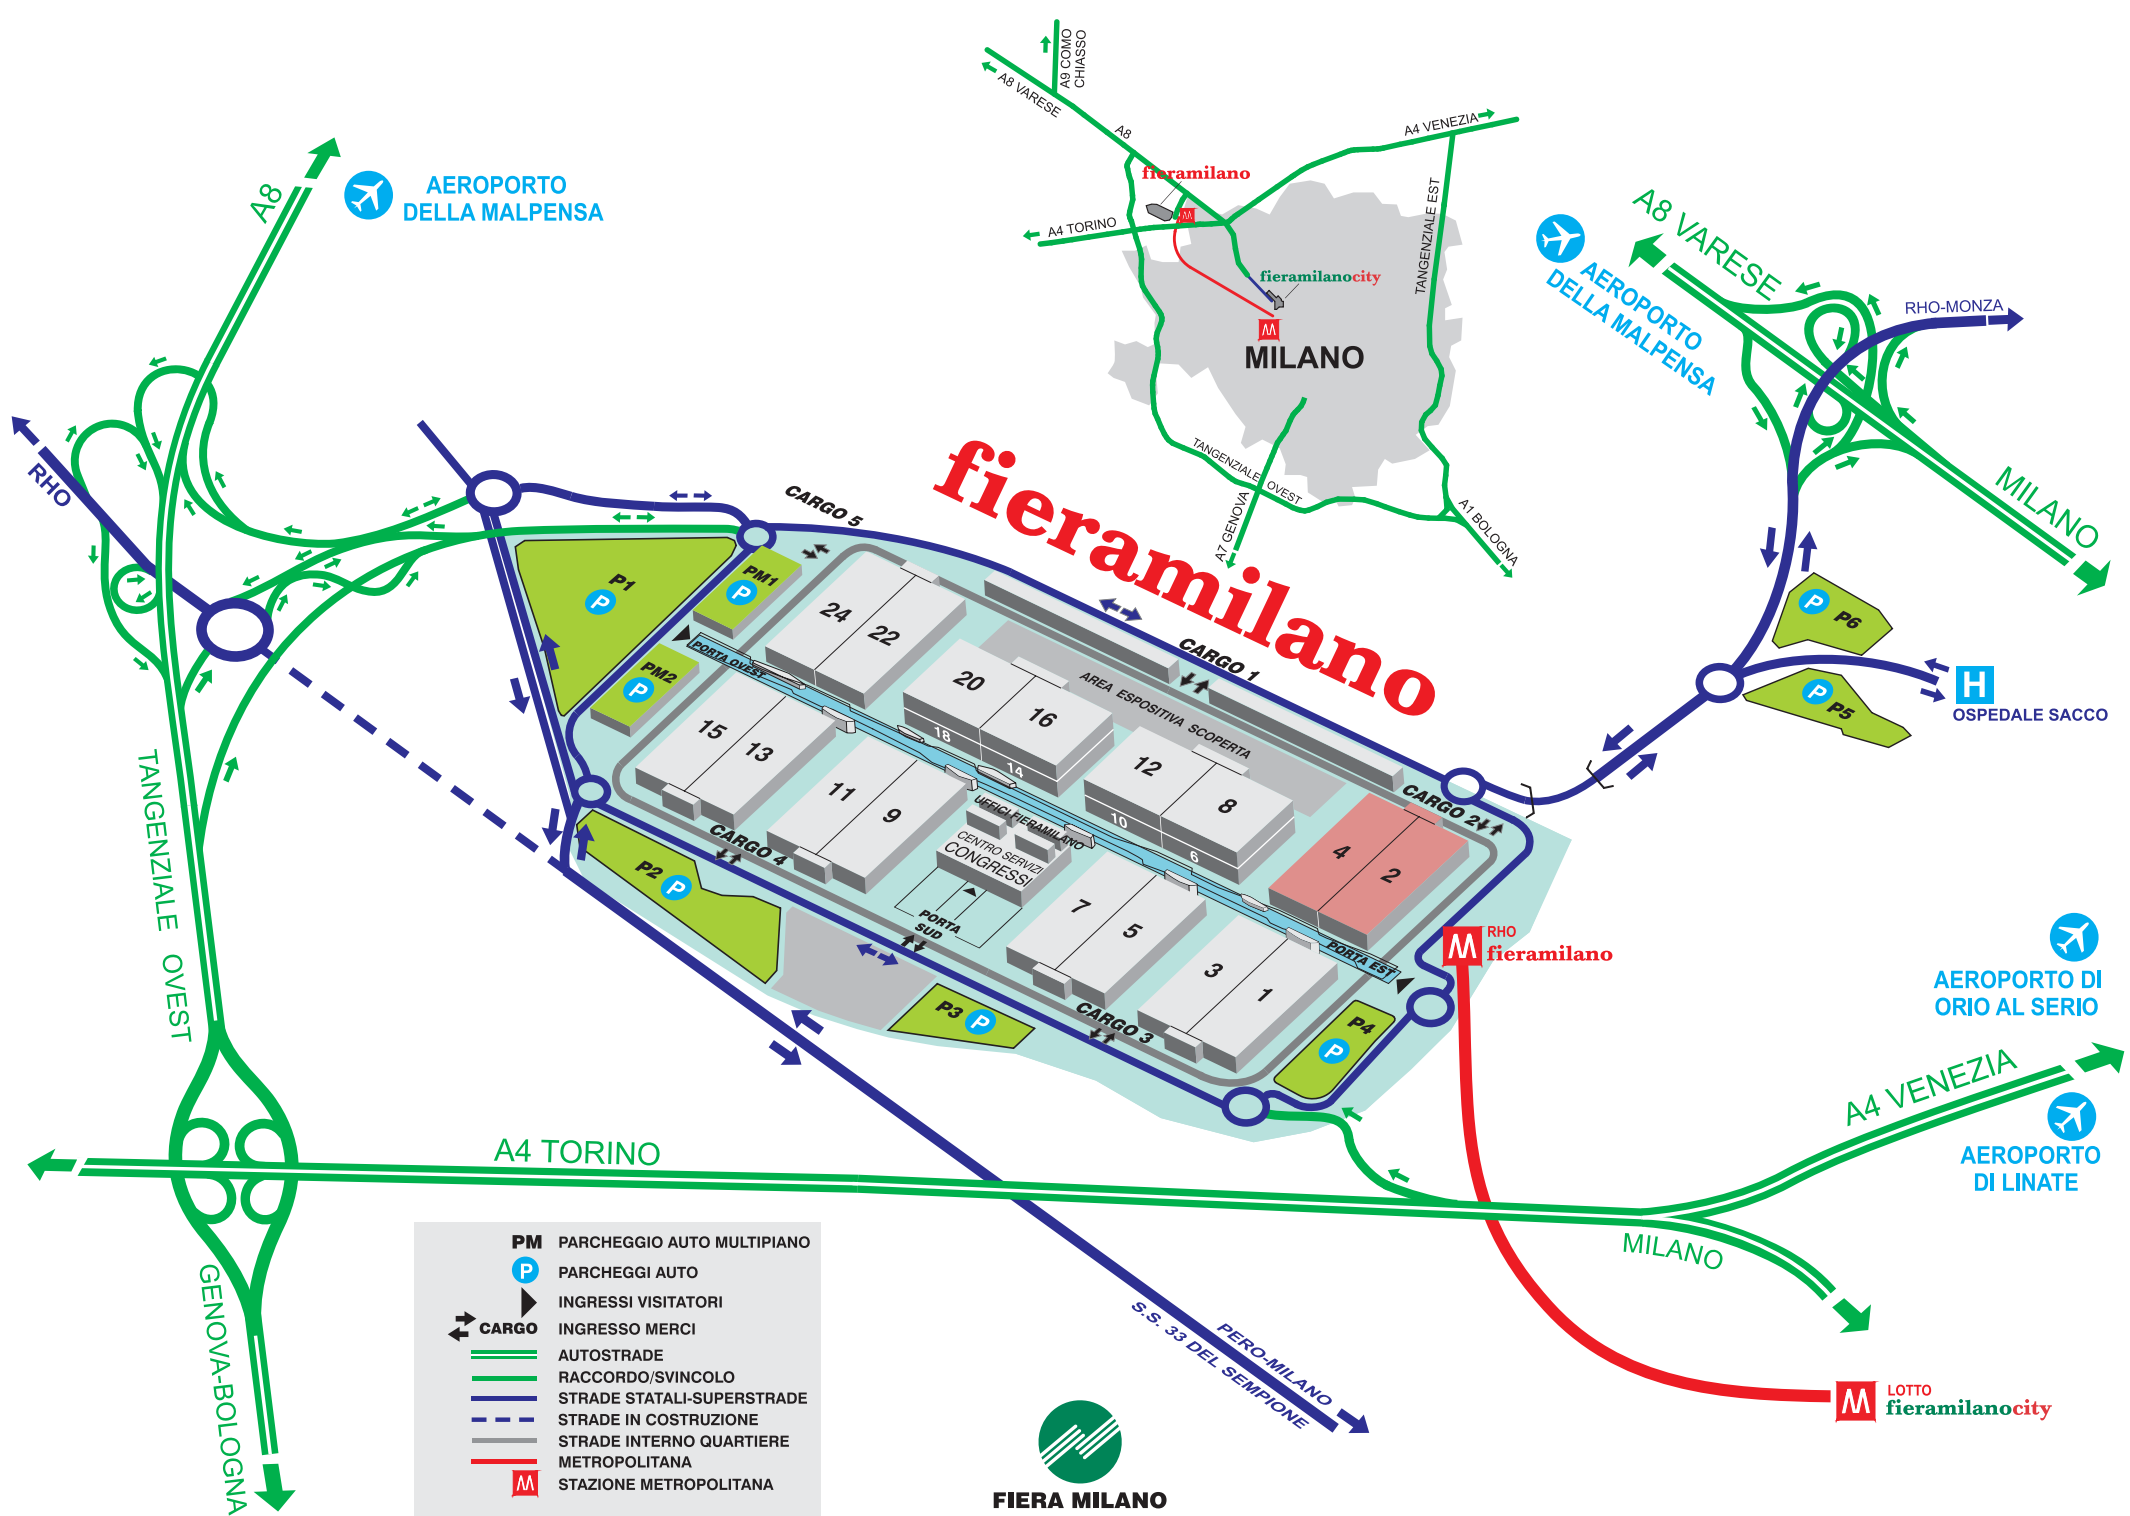 A9 COMO
CHIASSO
A8 VARESE
A8
A4 VENEZIA
fieramilano
A4 TORINO
TANGENZIALE EST
fieramilanocity
M
M
MILANO
TANGENZIALE OVEST
A7 GENOVA
A1 BOLOGNA
A8
AEROPORTO
DELLA MALPENSA
A8 VARESE
AEROPORTO
DELLA MALPENSA
RHO-MONZA
MILANO
RHO
fieramilano
CARGO 5
P1
P
PM1
P
PM2
P
PORTA OVEST
24
22
20
18
16
14
CARGO 1
AREA ESPOSITIVA SCOPERTA
12
10
8
6
CARGO 2
4
2
15
13
11
9
UFFICI FIERAMILANO
CENTRO SERVIZI
CONGRESSI
CARGO 4
PORTA
SUD
7
5
3
1
PORTA EST
CARGO 3
P2
P
P3
P
P4
P
P
P6
P
P5
H
OSPEDALE SACCO
M
RHO
fieramilano
AEROPORTO DI
ORIO AL SERIO
A4 VENEZIA
AEROPORTO
DI LINATE
TANGENZIALE OVEST
A4 TORINO
MILANO
GENOVA-BOLOGNA
PERO-MILANO
S.S. 33 DEL SEMPIONE
M
LOTTO
fieramilanocity
PM PARCHEGGIO AUTO MULTIPIANO
P PARCHEGGI AUTO
INGRESSI VISITATORI
CARGO INGRESSO MERCI
AUTOSTRADE
RACCORDO/SVINCOLO
STRADE STATALI-SUPERSTRADE
STRADE IN COSTRUZIONE
STRADE INTERNO QUARTIERE
METROPOLITANA
M STAZIONE METROPOLITANA
FIERA MILANO